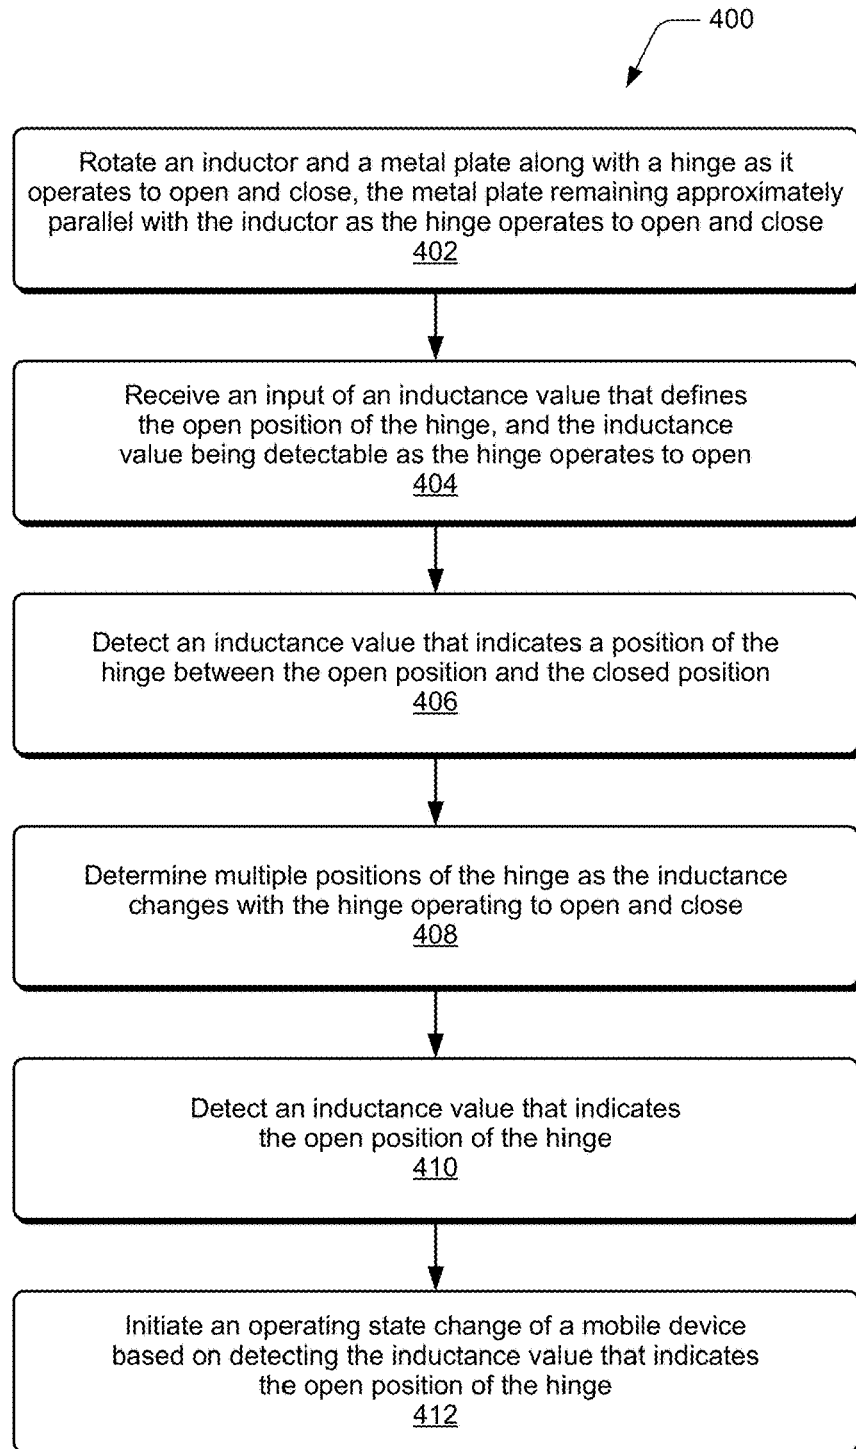 400
Rotate an inductor and a metal plate along with a hinge as it
operates to open and close, the metal plate remaining approximately
parallel with the inductor as the hinge operates to open and close
402
Receive an input of an inductance value that defines
the open position of the hinge, and the inductance
value being detectable as the hinge operates to open
404
Detect an inductance value that indicates a position of the
hinge between the open position and the closed position
406
Determine multiple positions of the hinge as the inductance
changes with the hinge operating to open and close
408
Detect an inductance value that indicates
the open position of the hinge
410
Initiate an operating state change of a mobile device
based on detecting the inductance value that indicates
the open position of the hinge
412